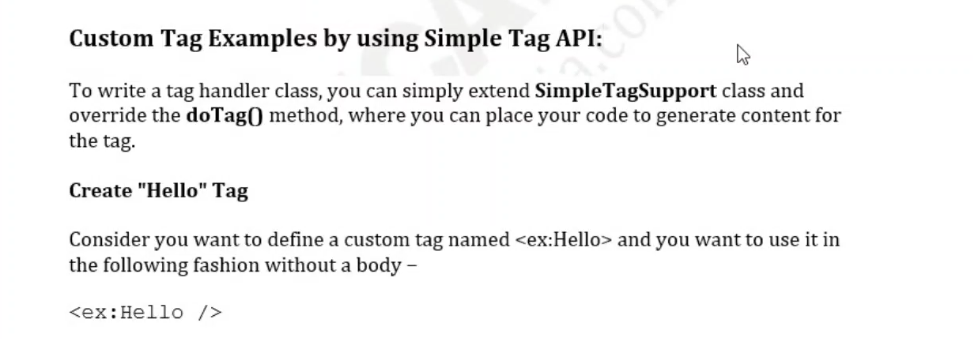 Custom Tag Examples by using Simple Tag API:
To write a tag handler class, you can simply extend SimpleTagSupport class and
override the doTag() method, where you can place your code to generate content for
the tag.
Create "Hello" Tag
Consider you want to define a custom tag named <ex:Hello> and you want to use it in
the following fashion without a body –
<ex:Hello />